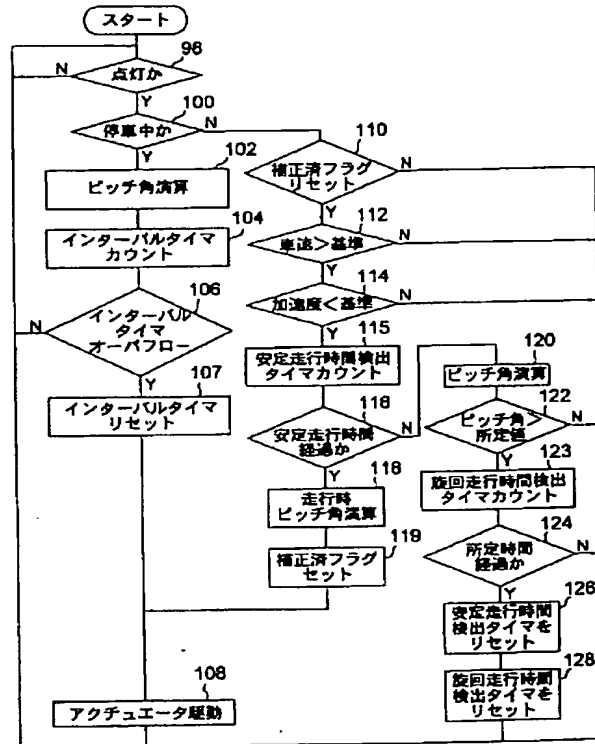 スタート
98
点灯か
N
Y
100
停車中か
N
Y
102
ピッチ角演算
104
インターバルタイマ
カウント
106
インターバル
タイマ
オーバフロー
N
Y
107
インターバルタイマ
リセット
108
アクチュエータ駆動
110
補正済フラグ
リセット
N
Y
112
車速>基準
N
Y
114
加速度<基準
N
Y
115
安定走行時間検出
タイマカウント
116
安定走行時間
経過か
N
Y
118
走行時
ピッチ角演算
119
補正済フラグ
セット
120
ピッチ角演算
122
ピッチ角>
所定値
N
Y
123
旋回走行時間検出
タイマカウント
124
所定時間
経過か
N
Y
126
安定走行時間
検出タイマを
リセット
128
旋回走行時間
検出タイマを
リセット